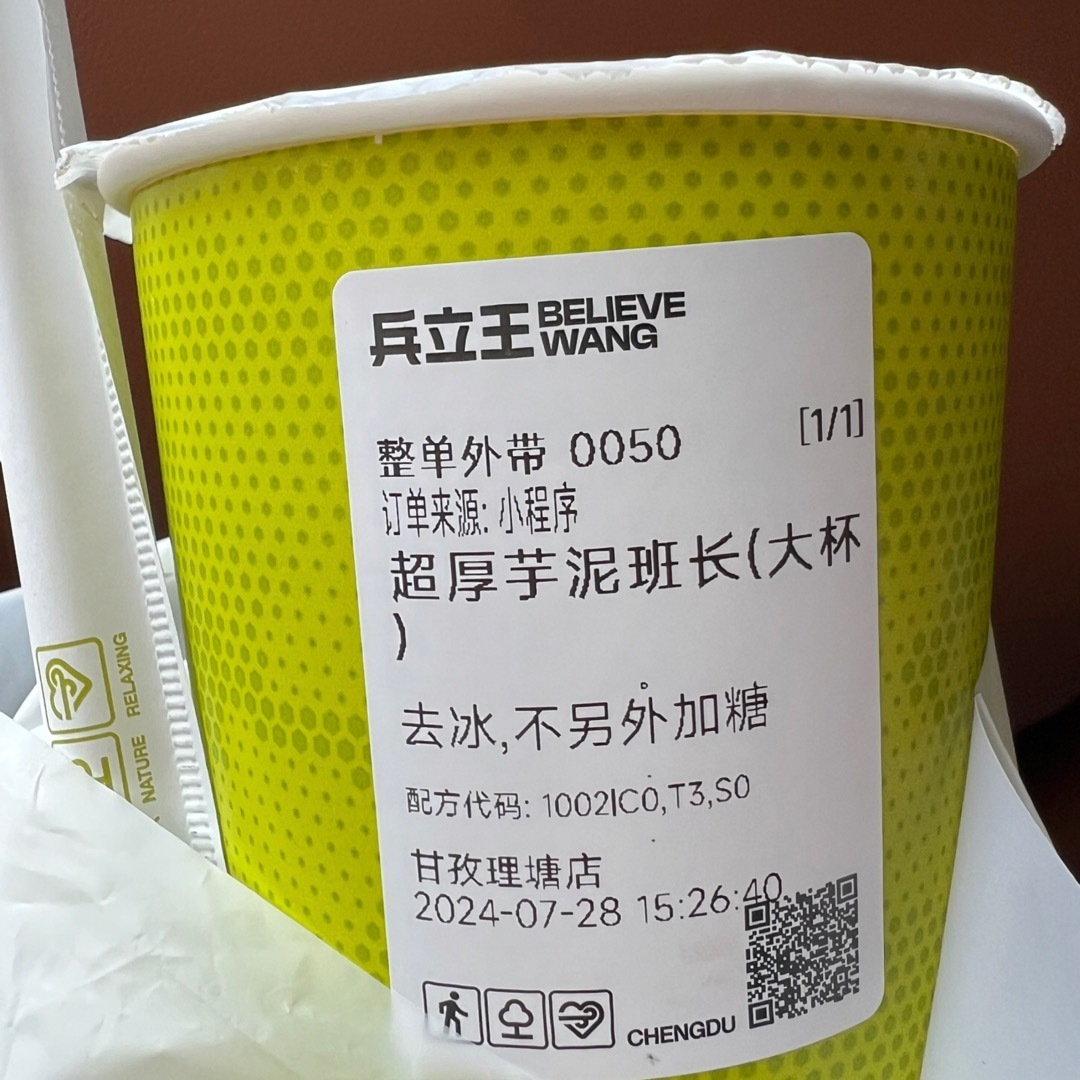 兵立王 BELIEVE
WANG
整单外带 0050 [1/1]
订单来源: 小程序
超厚芋泥班长(大杯
)
去冰,不另外加糖
配方代码: 1002IC0,T3,S0
甘孜理塘店
2024-07-28 15:26:40
CHENGDU
NATURE RELAXING